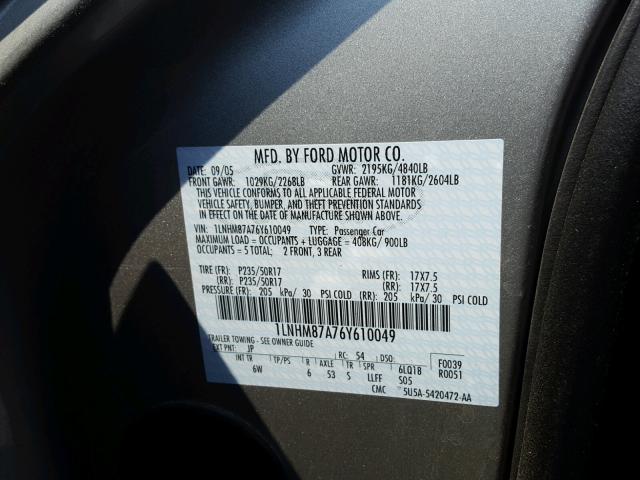 MFD. BY FORD MOTOR CO.
DATE: 09/05 GVWR: 2195KG/4840LB
FRONT GAWR: 1029KG/2268LB REAR GAWR: 1181KG/2604LB
THIS VEHICLE CONFORMS TO ALL APPLICABLE FEDERAL MOTOR
VEHICLE SAFETY, BUMPER, AND THEFT PREVENTION STANDARDS
IN EFFECT ON THE DATE OF MANUFACTURE SHOWN ABOVE.
VIN: 1LNHM87A76Y610049 TYPE: Passenger Car
MAXIMUM LOAD = OCCUPANTS + LUGGAGE = 408KG/ 900LB
OCCUPANTS = 5 TOTAL; 2 FRONT, 3 REAR
TIRE (FR): P235/50R17 RIMS (FR): 17X7.5
(RR): P235/50R17 (RR): 17X7.5
PRESSURE (FR): 205 kPa/ 30 PSI COLD (RR): 205 kPa/ 30 PSI COLD
1LNHM87A76Y610049
TRAILER TOWING - SEE OWNER GUIDE
EXT PNT: JP RC: 54 DSO: F0039
INT TR TP/PS R AXLE TR SPR 6LQ18 R0051
6W 6 53 S LLFF S05
CMC 5U5A-5420472-AA